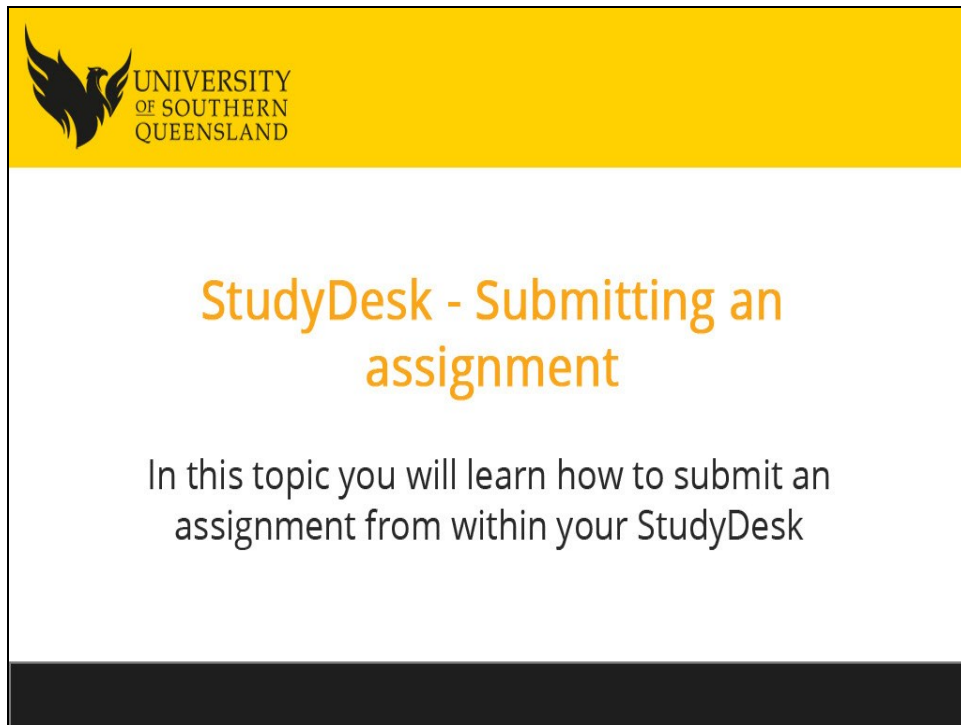 UNIVERSITY
OF SOUTHERN
QUEENSLAND
StudyDesk - Submitting an
assignment
In this topic you will learn how to submit an
assignment from within your StudyDesk